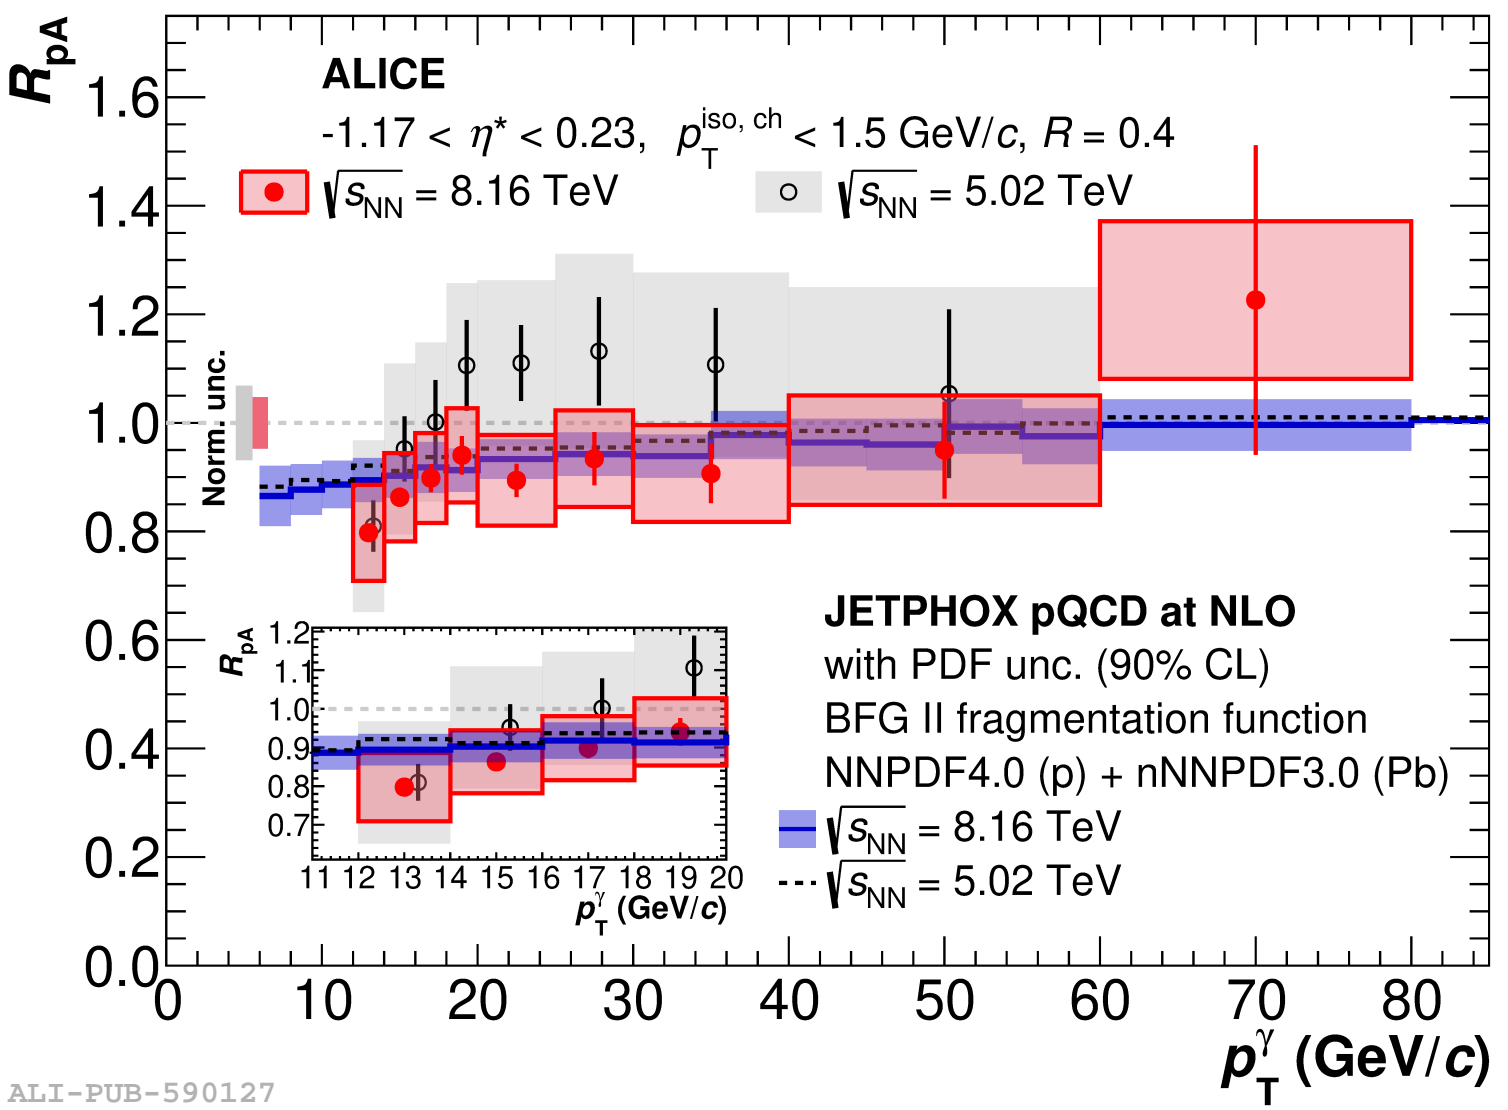 R_pA
1.6
1.4
1.2
1.0
0.8
0.6
0.4
0.2
0.0
ALICE
-1.17 < η* < 0.23, p_T^{iso, ch} < 1.5 GeV/c, R = 0.4
√s_NN = 8.16 TeV √s_NN = 5.02 TeV
Norm. unc.
R_pA
1.2
1.1
1.0
0.9
0.8
0.7
11 12 13 14 15 16 17 18 19 20
p_T^γ (GeV/c)
JETPHOX pQCD at NLO
with PDF unc. (90% CL)
BFG II fragmentation function
NNPDF4.0 (p) + nNNPDF3.0 (Pb)
√s_NN = 8.16 TeV
√s_NN = 5.02 TeV
0 10 20 30 40 50 60 70 80
p_T^γ (GeV/c)
ALI-PUB-590127